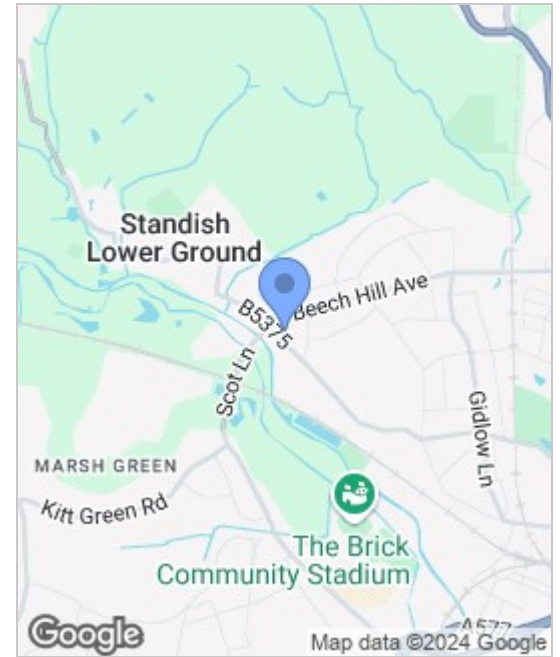 Standish
Lower Ground
Beech Hill Ave
B5375
Scot Ln
Gidlow Ln
MARSH GREEN
Kitt Green Rd
The Brick
Community Stadium
A577
Google
Map data ©2024 Google